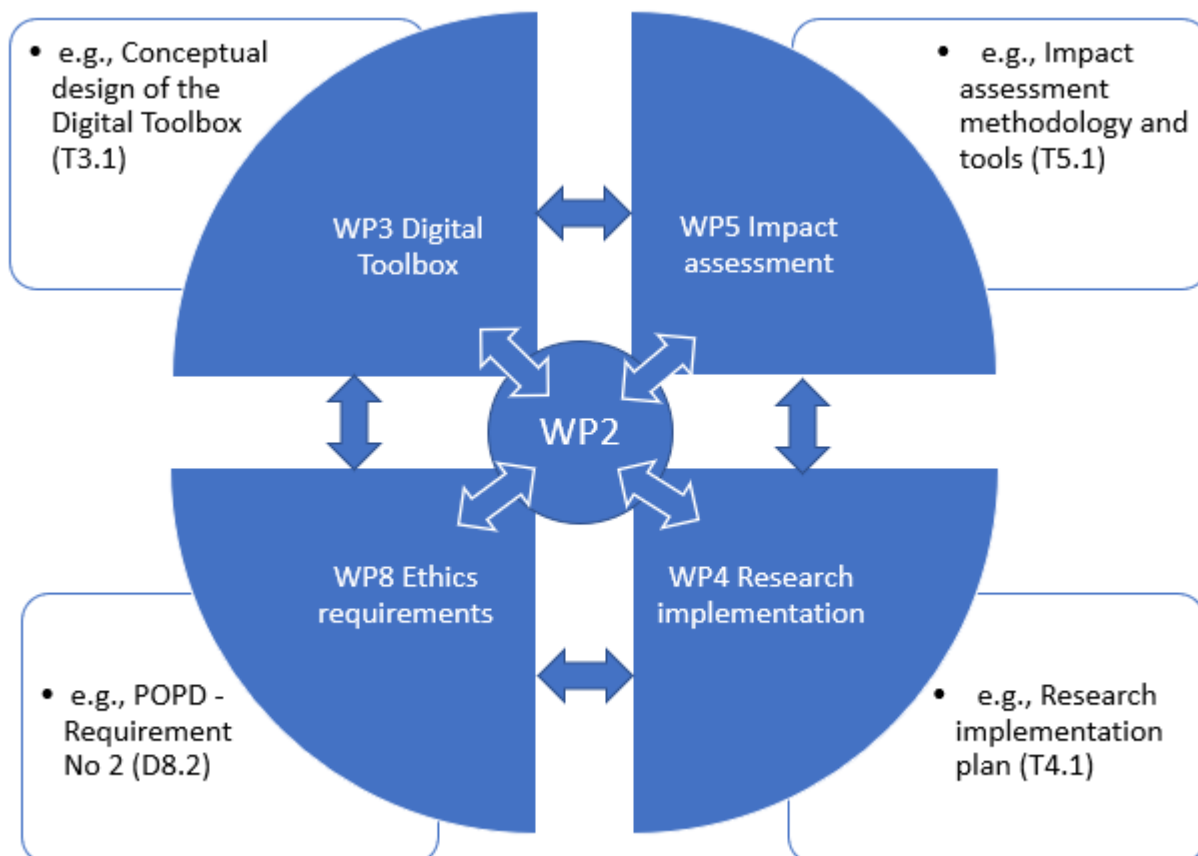 • e.g., Conceptual
design of the
Digital Toolbox
(T3.1)
• e.g., Impact
assessment
methodology and
tools (T5.1)
WP3 Digital
Toolbox
WP5 Impact
assessment
WP2
WP8 Ethics
requirements
WP4 Research
implementation
• e.g., POPD -
Requirement
No 2 (D8.2)
• e.g., Research
implementation
plan (T4.1)